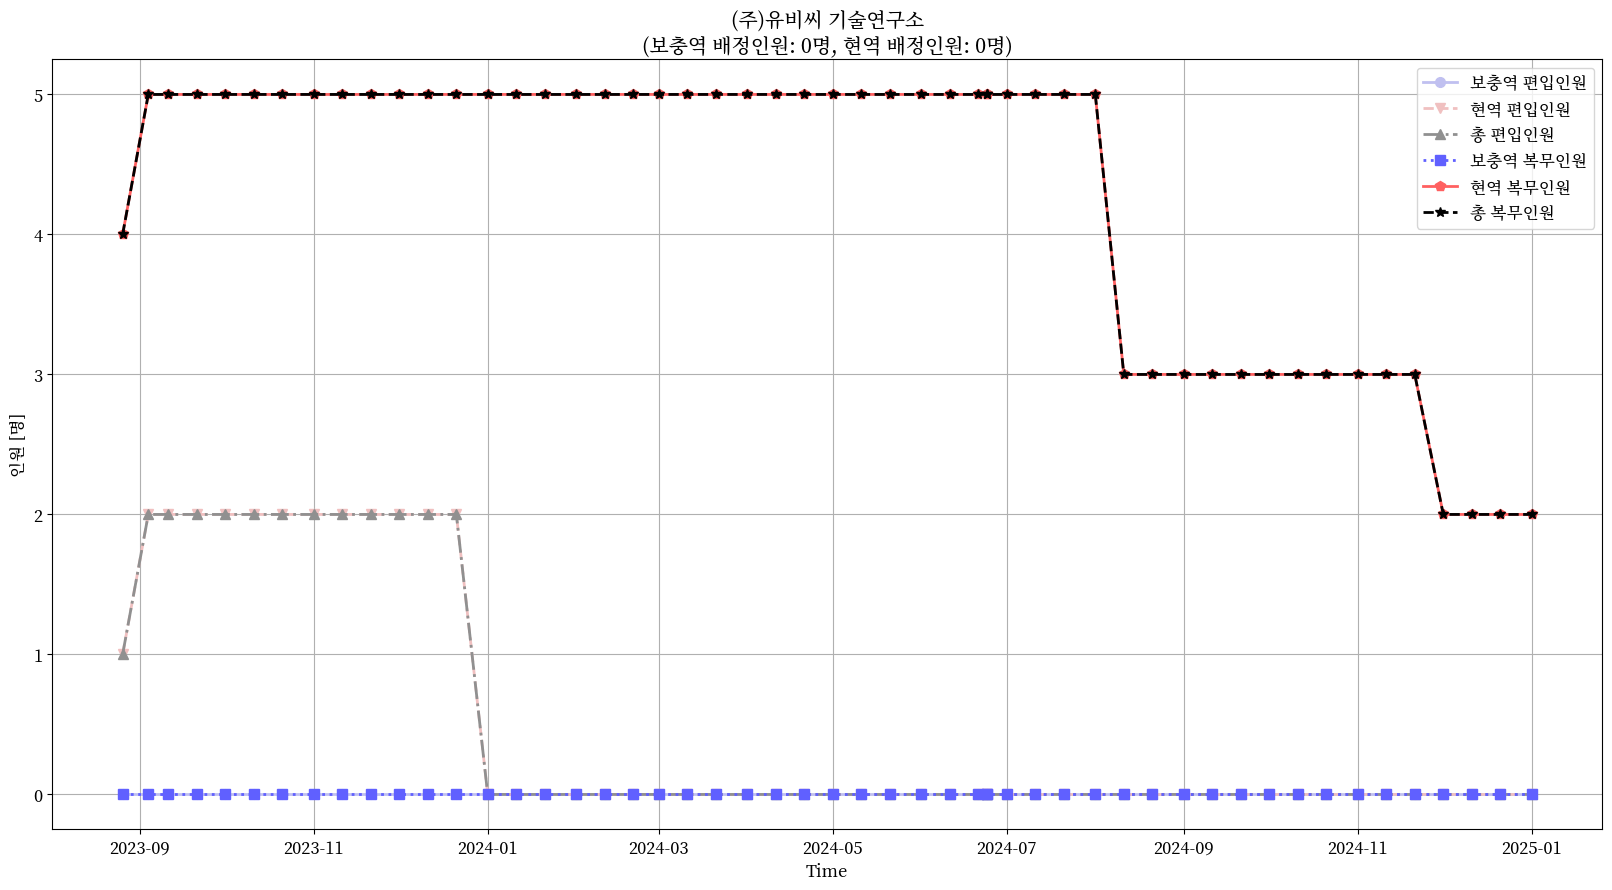 (주)유비씨 기술연구소
(보충역 배정인원: 0명, 현역 배정인원: 0명)
보충역 편입인원
현역 편입인원
총 편입인원
보충역 복무인원
현역 복무인원
총 복무인원
5
4
3
2
1
0
인원 [명]
2023-09
2023-11
2024-01
2024-03
2024-05
2024-07
2024-09
2024-11
2025-01
Time